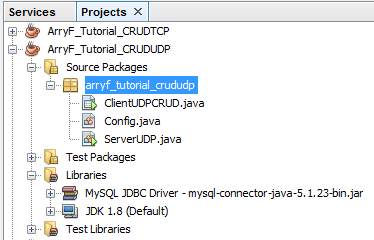 Services Projects
ArryF_Tutorial_CRUDTCP
ArryF_Tutorial_CRUDUDP
Source Packages
arryf_tutorial_crududp
ClientUDPCRUD.java
Config.java
ServerUDP.java
Test Packages
Libraries
MySQL JDBC Driver - mysql-connector-java-5.1.23-bin.jar
JDK 1.8 (Default)
Test Libraries